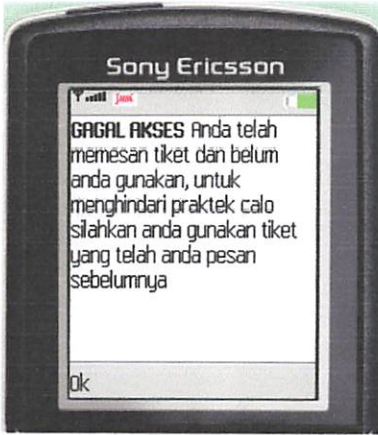 Sony Ericsson
GAGAL AKSES Anda telah
memesan tiket dan belum
anda gunakan, untuk
menghindari praktek calo
silahkan anda gunakan tiket
yang telah anda pesan
sebelumnya
Ok